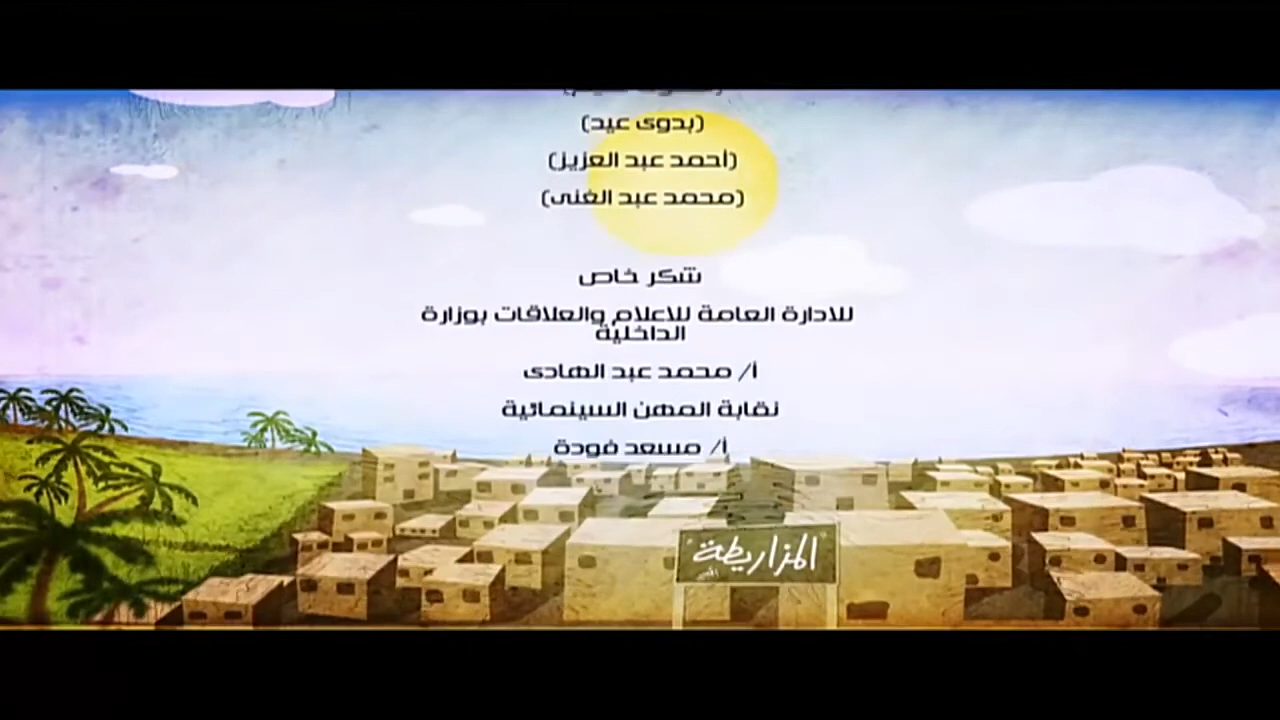 (بدوى عيد)
(أحمد عبد العزيز)
(محمد عبد الغنى)
شكر خاص
للادارة العامة للاعلام والعلاقات بوزارة
الداخلية
أ/ محمد عبد الهادى
نقابة المهن السينمائية
أ/ مسعد فودة
المزاريطة